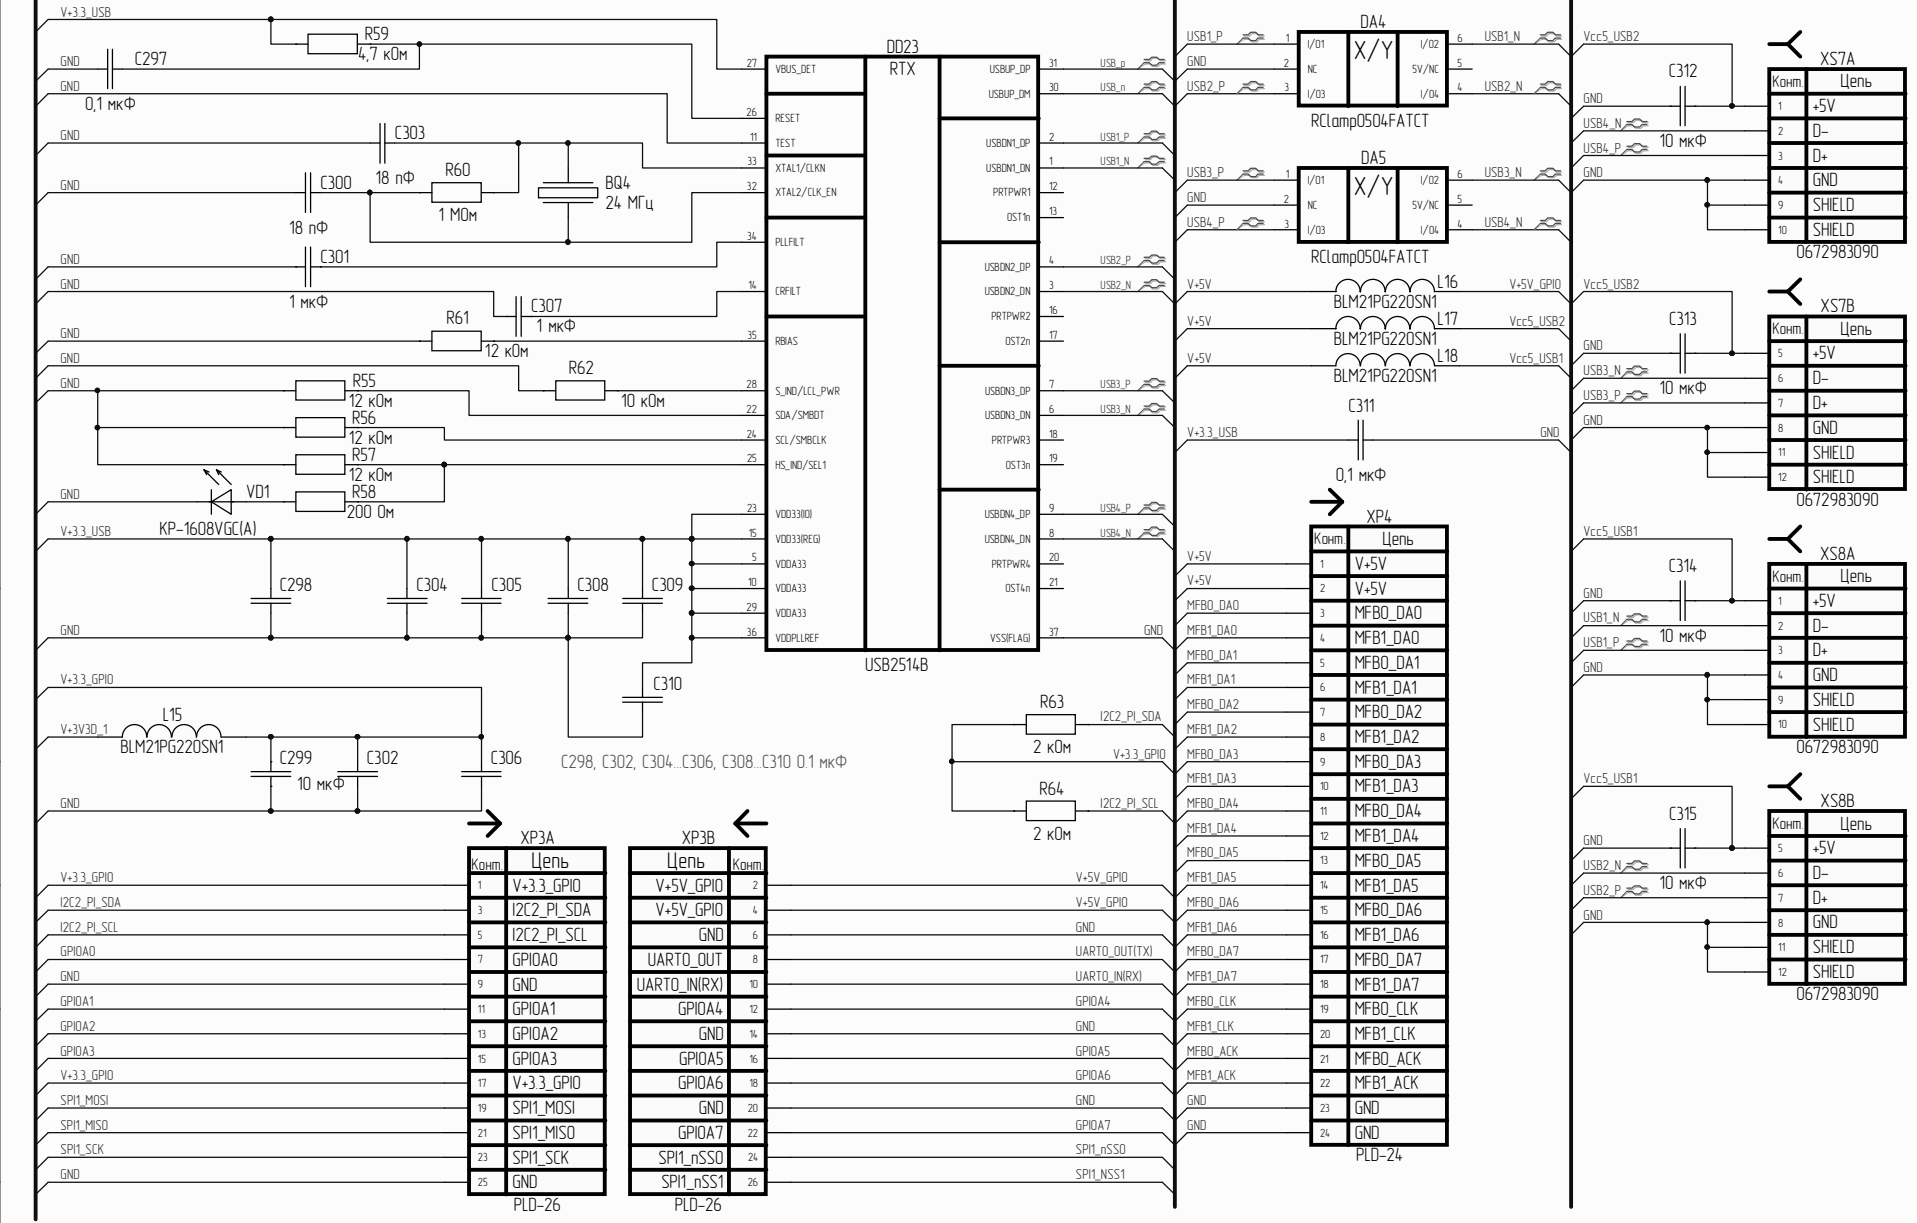 V+3.3_USB
R59
4,7 кОм
GND
C297
0,1 мкФ
GND
GND
C303
18 пФ
R60
1 МОм
BQ4
24 МГц
GND
C300
18 пФ
GND
C301
1 мкФ
GND
C307
1 мкФ
GND
R61
12 кОм
GND
R62
10 кОм
GND
R55
12 кОм
R56
12 кОм
R57
12 кОм
GND
VD1
KP-1608VGC(A)
R58
200 Ом
V+3.3_USB
C298
C304
C305
C308
C309
GND
C310
V+3.3_GPIO
V+3V3D_1
L15
BLM21PG220SN1
C299
10 мкФ
C302
C306
GND
C298, C302, C304...C306, C308...C310 0.1 мкФ
DD23
RTX
27 VBUS_DET
26 RESET
11 TEST
33 XTAL1/CLKN
32 XTAL2/CLK_EN
34 PLLFILT
14 CRFILT
35 RBIAS
28 S_IND/LCL_PWR
22 SDA/SMBDT
24 SCL/SMBCLK
25 HS_IND/SEL1
23 VDD33(IO)
15 VDD33(REG)
5 VDDA33
10 VDDA33
29 VDDA33
36 VDDPLLREF
USBUP_DP 31 USB_p
USBUP_DM 30 USB_n
USBDN1_DP 2 USB1_P
USBDN1_DN 1 USB1_N
PRTPWR1 12
OST1n 13
USBDN2_DP 4 USB2_P
USBDN2_DN 3 USB2_N
PRTPWR2 16
OST2n 17
USBDN3_DP 7 USB3_P
USBDN3_DN 6 USB3_N
PRTPWR3 18
OST3n 19
USBDN4_DP 9 USB4_P
USBDN4_DN 8 USB4_N
PRTPWR4 20
OST4n 21
VSS(FLAG) 37 GND
USB2514B
R63
2 кОм
I2C2_PI_SDA
V+3.3_GPIO
R64
2 кОм
I2C2_PI_SCL
XP3A
Конт. Цепь
V+3.3_GPIO 1 V+3.3_GPIO
I2C2_PI_SDA 3 I2C2_PI_SDA
I2C2_PI_SCL 5 I2C2_PI_SCL
GPIOA0 7 GPIOA0
GND 9 GND
GPIOA1 11 GPIOA1
GPIOA2 13 GPIOA2
GPIOA3 15 GPIOA3
V+3.3_GPIO 17 V+3.3_GPIO
SPI1_MOSI 19 SPI1_MOSI
SPI1_MISO 21 SPI1_MISO
SPI1_SCK 23 SPI1_SCK
GND 25 GND
PLD-26
XP3B
Цепь Конт.
V+5V_GPIO 2 V+5V_GPIO
V+5V_GPIO 4 V+5V_GPIO
GND 6 GND
UART0_OUT 8 UART0_OUT(TX)
UART0_IN(RX) 10 UART0_IN(RX)
GPIOA4 12 GPIOA4
GND 14 GND
GPIOA5 16 GPIOA5
GPIOA6 18 GPIOA6
GND 20 GND
GPIOA7 22 GPIOA7
SPI1_nSS0 24 SPI1_nSS0
SPI1_nSS1 26 SPI1_NSS1
PLD-26
DA4
X/Y
USB1_P 1 I/O1 I/O2 6 USB1_N
GND 2 NC 5V/NC 5
USB2_P 3 I/O3 I/O4 4 USB2_N
RClamp0504FATCT
DA5
X/Y
USB3_P 1 I/O1 I/O2 6 USB3_N
GND 2 NC 5V/NC 5
USB4_P 3 I/O3 I/O4 4 USB4_N
RClamp0504FATCT
V+5V L16 V+5V_GPIO
BLM21PG220SN1
V+5V L17 Vcc5_USB2
BLM21PG220SN1
V+5V L18 Vcc5_USB1
BLM21PG220SN1
C311
V+3.3_USB GND
0,1 мкФ
XP4
Конт. Цепь
V+5V 1 V+5V
V+5V 2 V+5V
MFB0_DA0 3 MFB0_DA0
MFB1_DA0 4 MFB1_DA0
MFB0_DA1 5 MFB0_DA1
MFB1_DA1 6 MFB1_DA1
MFB0_DA2 7 MFB0_DA2
MFB1_DA2 8 MFB1_DA2
MFB0_DA3 9 MFB0_DA3
MFB1_DA3 10 MFB1_DA3
MFB0_DA4 11 MFB0_DA4
MFB1_DA4 12 MFB1_DA4
MFB0_DA5 13 MFB0_DA5
MFB1_DA5 14 MFB1_DA5
MFB0_DA6 15 MFB0_DA6
MFB1_DA6 16 MFB1_DA6
MFB0_DA7 17 MFB0_DA7
MFB1_DA7 18 MFB1_DA7
MFB0_CLK 19 MFB0_CLK
MFB1_CLK 20 MFB1_CLK
MFB0_ACK 21 MFB0_ACK
MFB1_ACK 22 MFB1_ACK
GND 23 GND
GND 24 GND
PLD-24
Vcc5_USB2
C312
10 мкФ
XS7A
Конт. Цепь
GND 1 +5V
USB4_N 2 D-
USB4_P 3 D+
GND 4 GND
9 SHIELD
10 SHIELD
0672983090
Vcc5_USB2
C313
10 мкФ
XS7B
Конт. Цепь
GND 5 +5V
USB3_N 6 D-
USB3_P 7 D+
GND 8 GND
11 SHIELD
12 SHIELD
0672983090
Vcc5_USB1
C314
10 мкФ
XS8A
Конт. Цепь
GND 1 +5V
USB1_N 2 D-
USB1_P 3 D+
GND 4 GND
9 SHIELD
10 SHIELD
0672983090
Vcc5_USB1
C315
10 мкФ
XS8B
Конт. Цепь
GND 5 +5V
USB2_N 6 D-
USB2_P 7 D+
GND 8 GND
11 SHIELD
12 SHIELD
0672983090